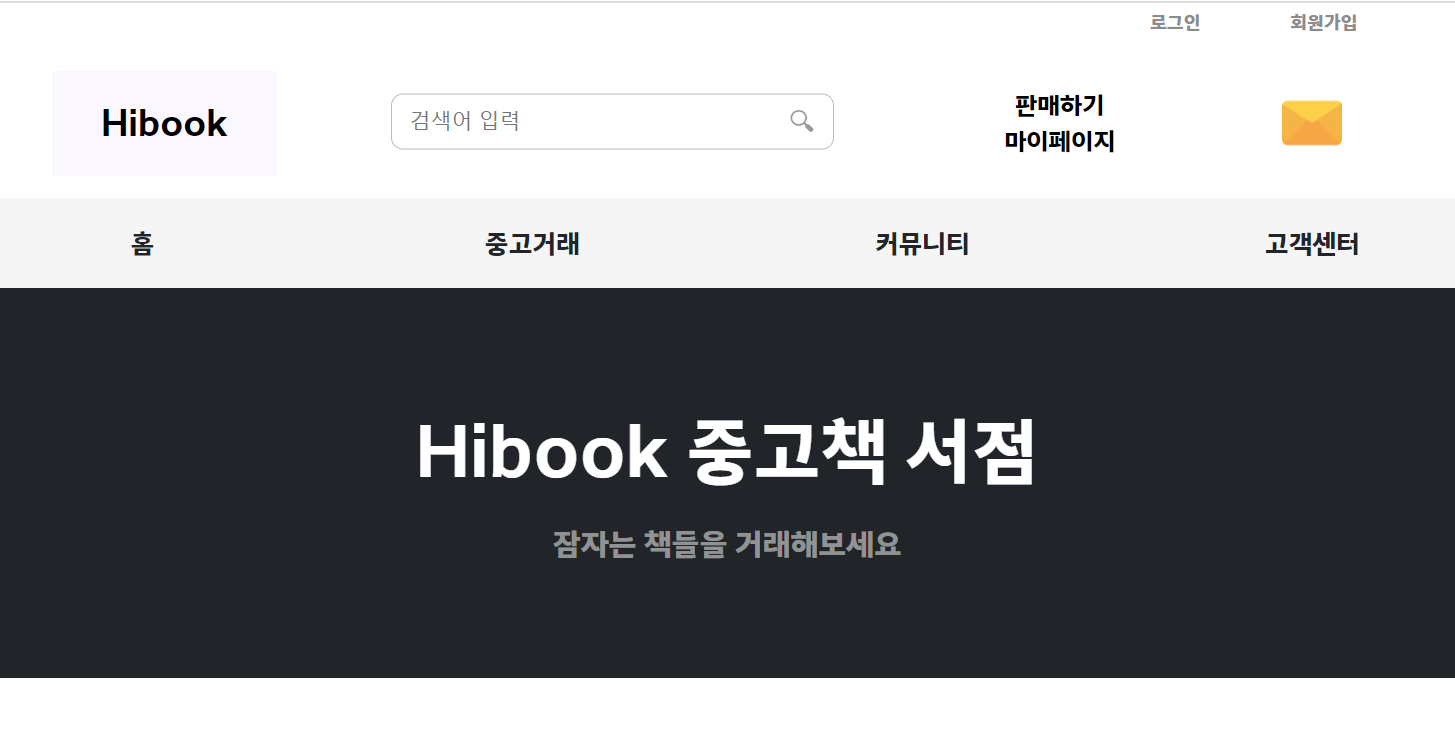 로그인 회원가입
Hibook
검색어 입력
판매하기
마이페이지
홈 중고거래 커뮤니티 고객센터
Hibook 중고책 서점
잠자는 책들을 거래해보세요